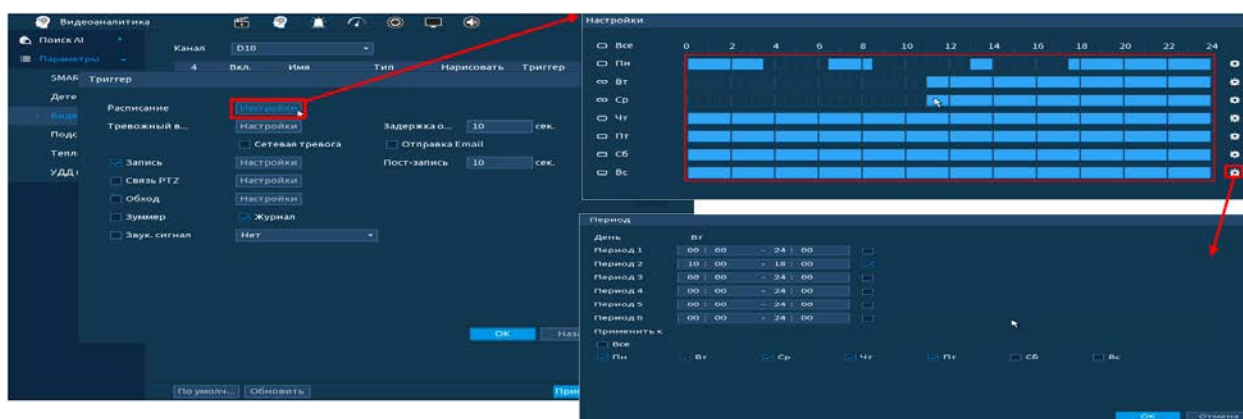 Видеоаналитика
Поиск AI
Параметры
SMAR
Дете
Виде
Подс
Тепл
УДД
Канал D10
4 Вкл. Имя Тип Нарисовать Триггер
Триггер
Расписание Настройки
Тревожный в... Настройки Задержка о... 10 сек.
Сетевая тревога Отправка Email
Запись Настройки Пост-запись 10 сек.
Связь PTZ Настройки
Обход Настройки
Зуммер Журнал
Звук. сигнал Нет
OK Наза
По умолч... Обновить Прим
Настройки
Все 0 2 4 6 8 10 12 14 16 18 20 22 24
Пн
Вт
Ср
Чт
Пт
Сб
Вс
Период
День Вт
Период 1 00 : 00 - 24 : 00
Период 2 10 : 00 - 18 : 00
Период 3 00 : 00 - 24 : 00
Период 4 00 : 00 - 24 : 00
Период 5 00 : 00 - 24 : 00
Период 6 00 : 00 - 24 : 00
Применить к
Все
Пн Вт Ср Чт Пт Сб Вс
OK Отмена